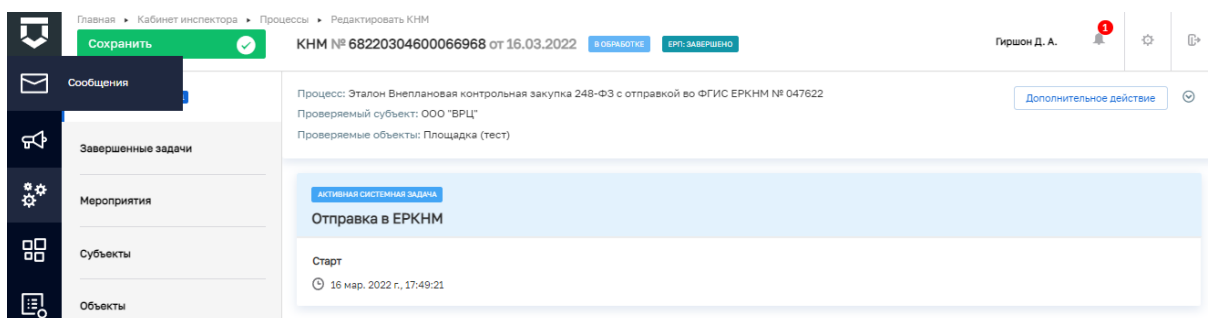 Главная ▸ Кабинет инспектора ▸ Процессы ▸ Редактировать КНМ
Сохранить
КНМ № 68220304600066968 от 16.03.2022 В ОБРАБОТКЕ ЕРП: ЗАВЕРШЕНО
Гиршон Д. А.
1
Сообщения
Процесс: Эталон Внеплановая контрольная закупка 248-ФЗ с отправкой во ФГИС ЕРКНМ № 047622
Проверяемый субъект: ООО "ВРЦ"
Проверяемые объекты: Площадка (тест)
Дополнительное действие
Завершенные задачи
Мероприятия
Субъекты
Объекты
АКТИВНАЯ СИСТЕМНАЯ ЗАДАЧА
Отправка в ЕРКНМ
Старт
16 мар. 2022 г., 17:49:21